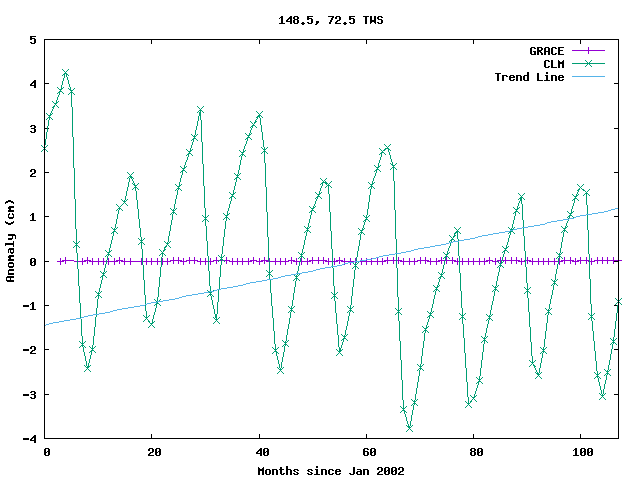 148.5, 72.5 TWS
GRACE
CLM
Trend Line
5
4
3
2
1
0
-1
-2
-3
-4
Anomaly (cm)
0 20 40 60 80 100
Months since Jan 2002